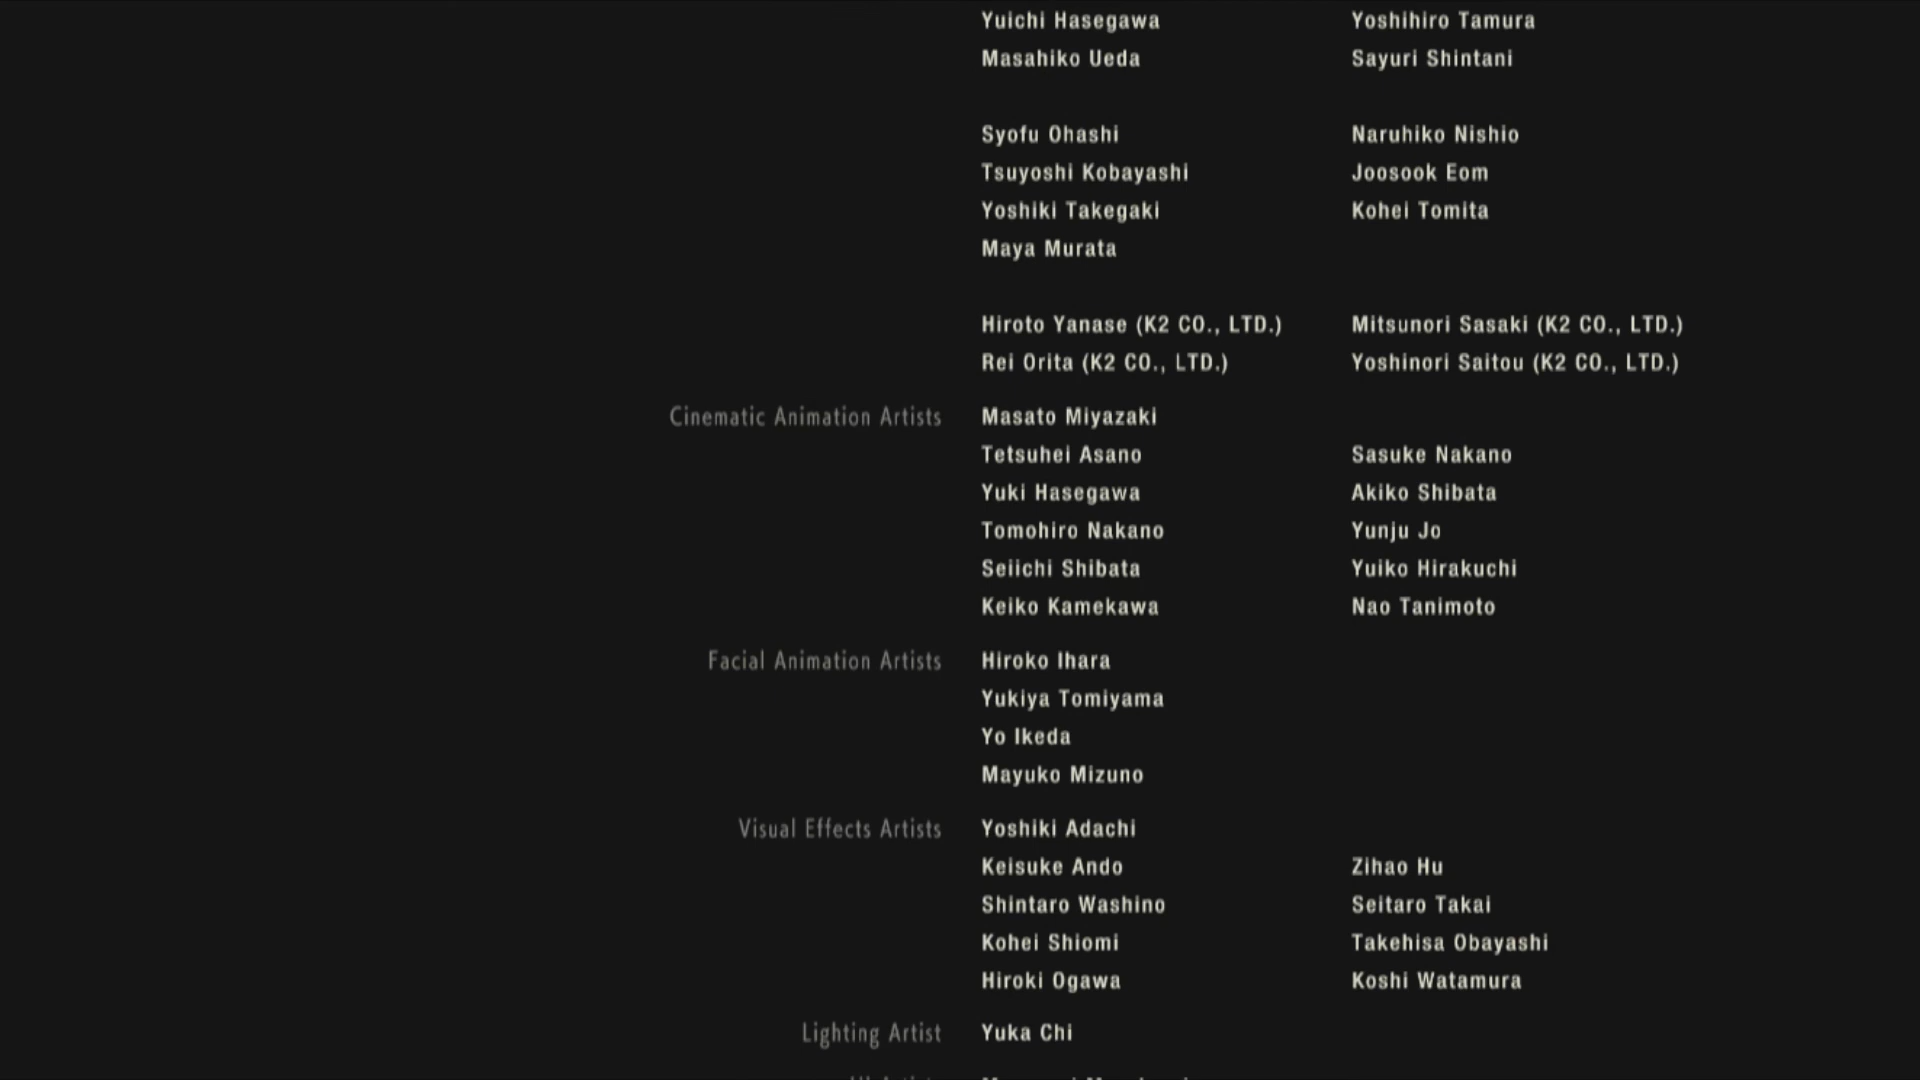 Yuichi Hasegawa Yoshihiro Tamura
Masahiko Ueda Sayuri Shintani
Syofu Ohashi Naruhiko Nishio
Tsuyoshi Kobayashi Joosook Eom
Yoshiki Takegaki Kohei Tomita
Maya Murata
Hiroto Yanase (K2 CO., LTD.) Mitsunori Sasaki (K2 CO., LTD.)
Rei Orita (K2 CO., LTD.) Yoshinori Saitou (K2 CO., LTD.)
Cinematic Animation Artists Masato Miyazaki
Tetsuhei Asano Sasuke Nakano
Yuki Hasegawa Akiko Shibata
Tomohiro Nakano Yunju Jo
Seiichi Shibata Yuiko Hirakuchi
Keiko Kamekawa Nao Tanimoto
Facial Animation Artists Hiroko Ihara
Yukiya Tomiyama
Yo Ikeda
Mayuko Mizuno
Visual Effects Artists Yoshiki Adachi
Keisuke Ando Zihao Hu
Shintaro Washino Seitaro Takai
Kohei Shiomi Takehisa Obayashi
Hiroki Ogawa Koshi Watamura
Lighting Artist Yuka Chi